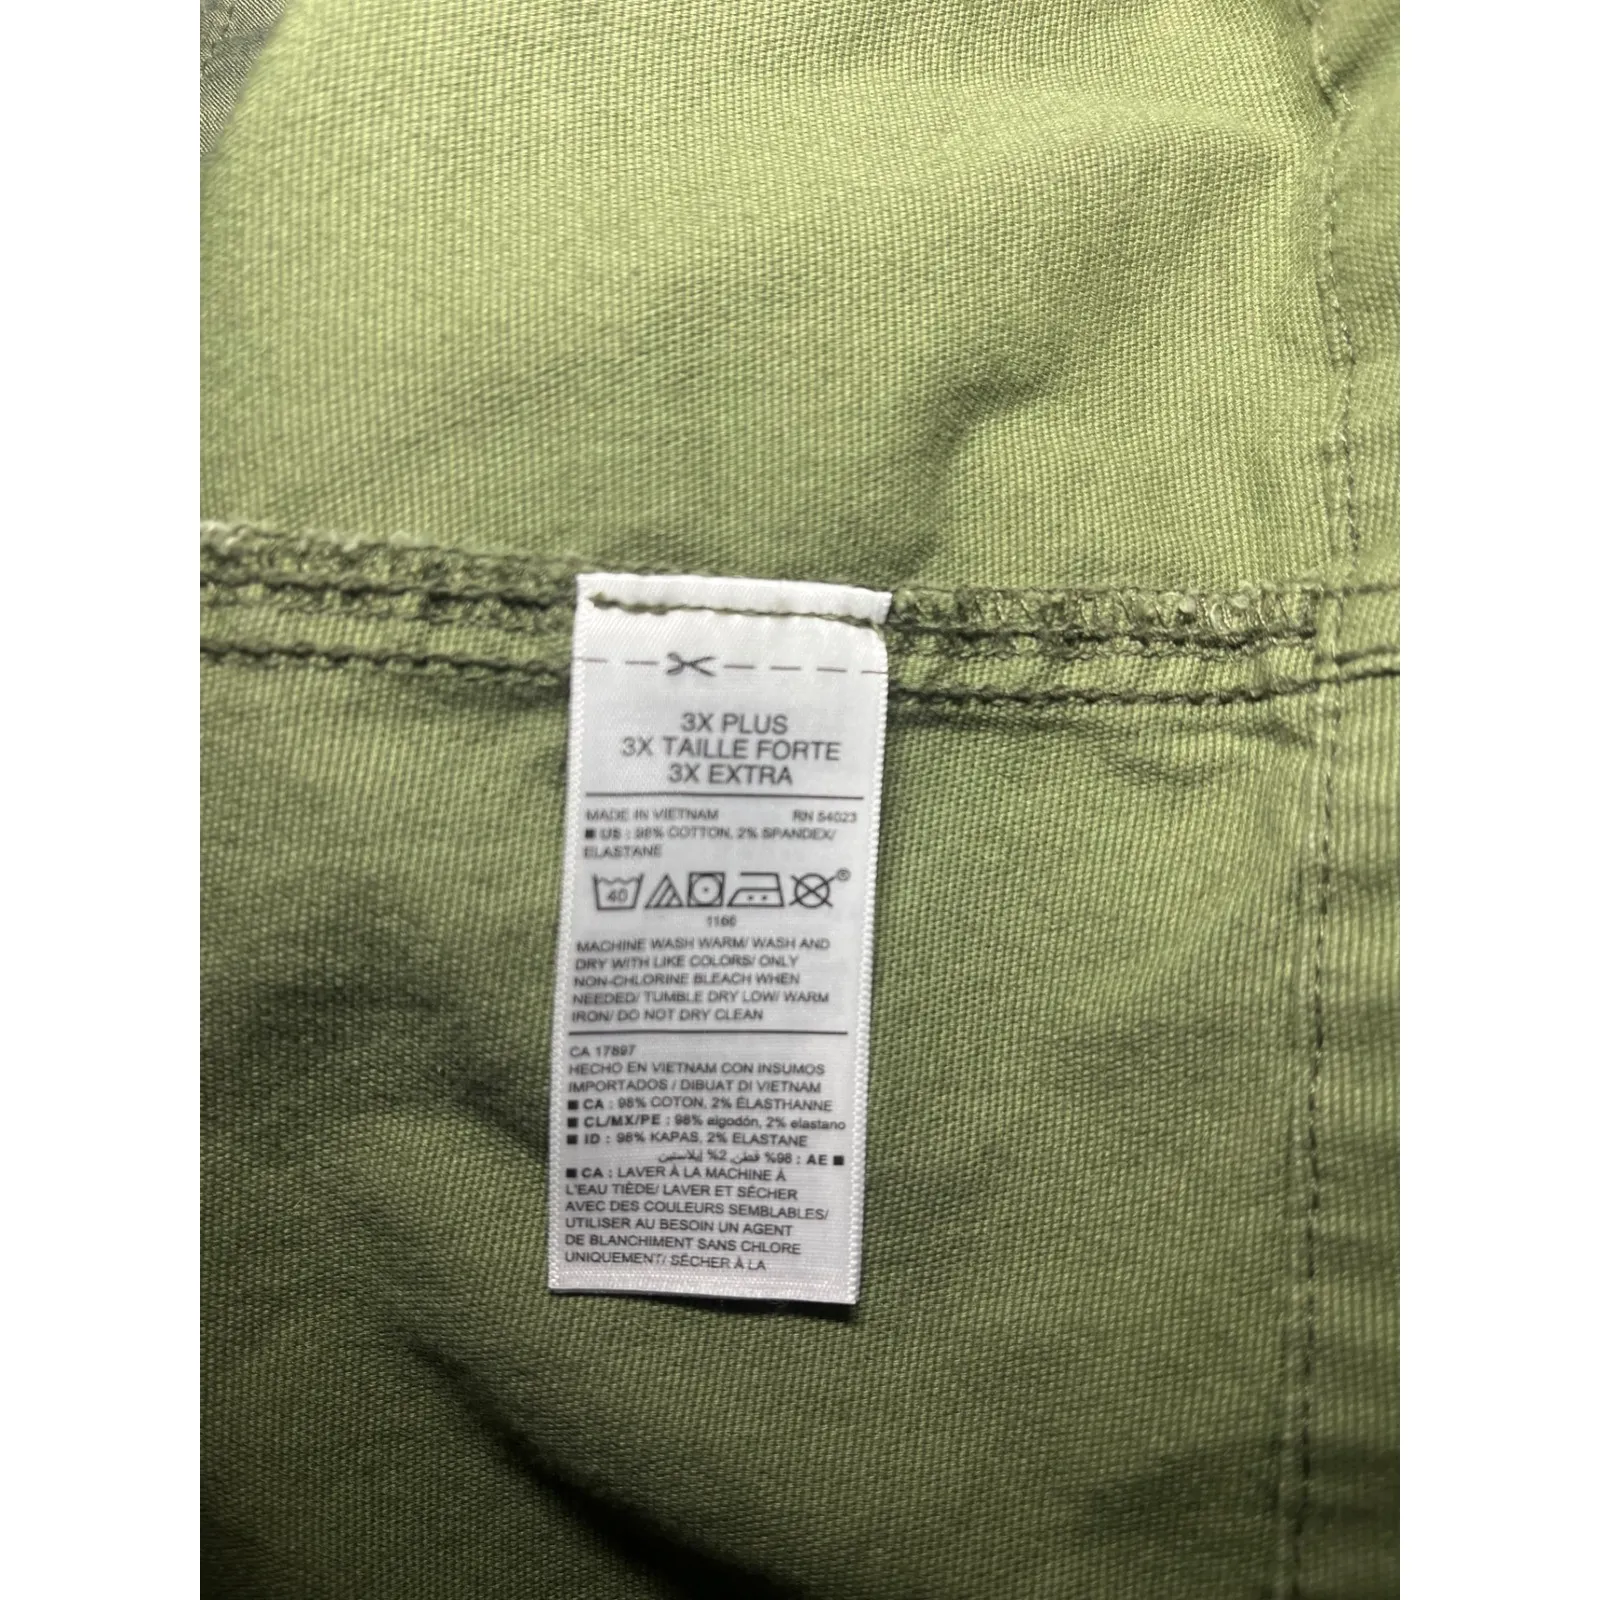 3X PLUS
3X TAILLE FORTE
3X EXTRA
MADE IN VIETNAM RN 54023
■ US : 98% COTTON, 2% SPANDEX/
ELASTANE
40
®
1166
MACHINE WASH WARM/ WASH AND
DRY WITH LIKE COLORS/ ONLY
NON-CHLORINE BLEACH WHEN
NEEDED/ TUMBLE DRY LOW/ WARM
IRON/ DO NOT DRY CLEAN
CA 17897
HECHO EN VIETNAM CON INSUMOS
IMPORTADOS / DIBUAT DI VIETNAM
■ CA : 98% COTON, 2% ÉLASTHANNE
■ CL/MX/PE : 98% algodón, 2% elastano
■ ID : 98% KAPAS, 2% ELASTANE
■ AE : 98% قطن, 2% إيلاستين
■ CA : LAVER À LA MACHINE À
L'EAU TIÈDE/ LAVER ET SÉCHER
AVEC DES COULEURS SEMBLABLES/
UTILISER AU BESOIN UN AGENT
DE BLANCHIMENT SANS CHLORE
UNIQUEMENT/ SÉCHER À LA